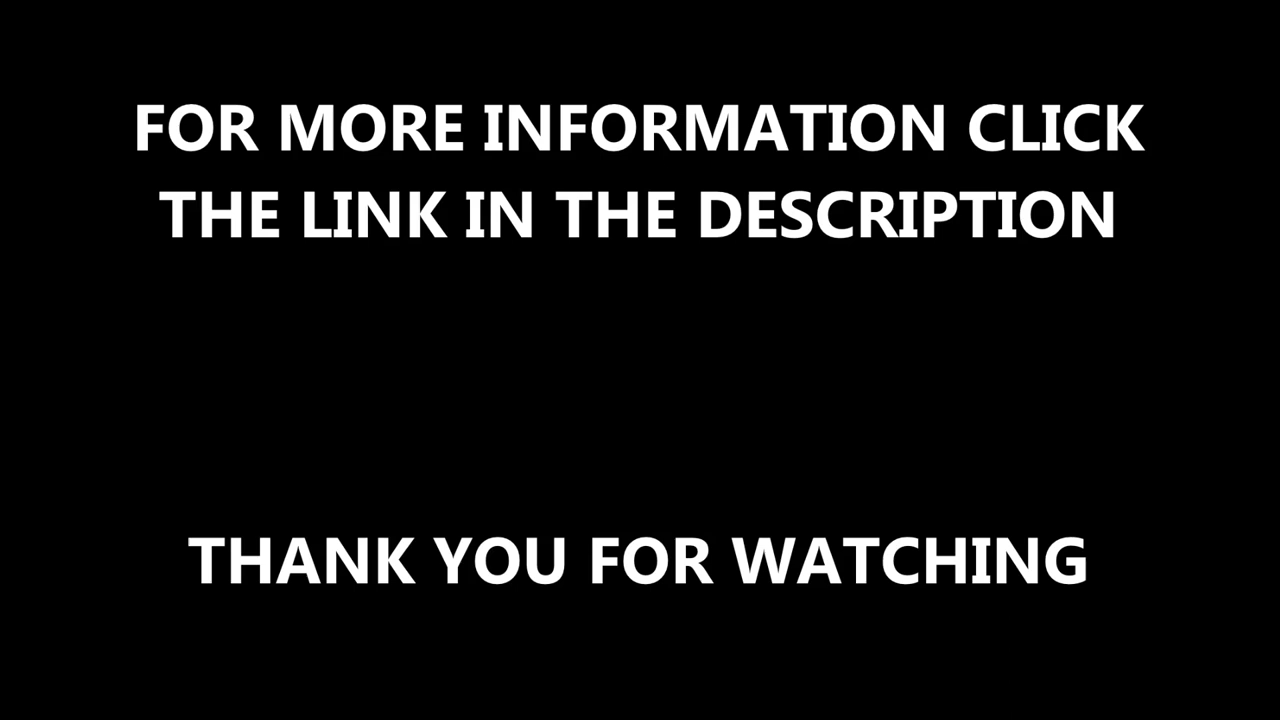 FOR MORE INFORMATION CLICK
THE LINK IN THE DESCRIPTION
THANK YOU FOR WATCHING